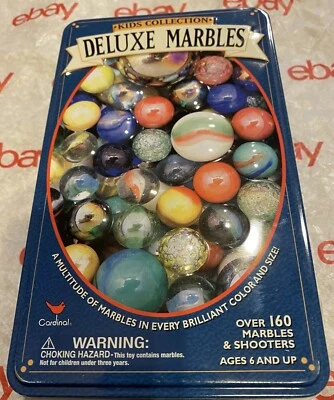 ebay
ebay
ebay
ebay
ebay
•KIDS COLLECTION•
DELUXE MARBLES
A MULTITUDE OF MARBLES IN EVERY BRILLIANT COLOR AND SIZE!
Cardinal®
OVER 160
MARBLES
& SHOOTERS
AGES 6 AND UP
WARNING:
CHOKING HAZARD-This toy contains marbles.
Not for children under three years.